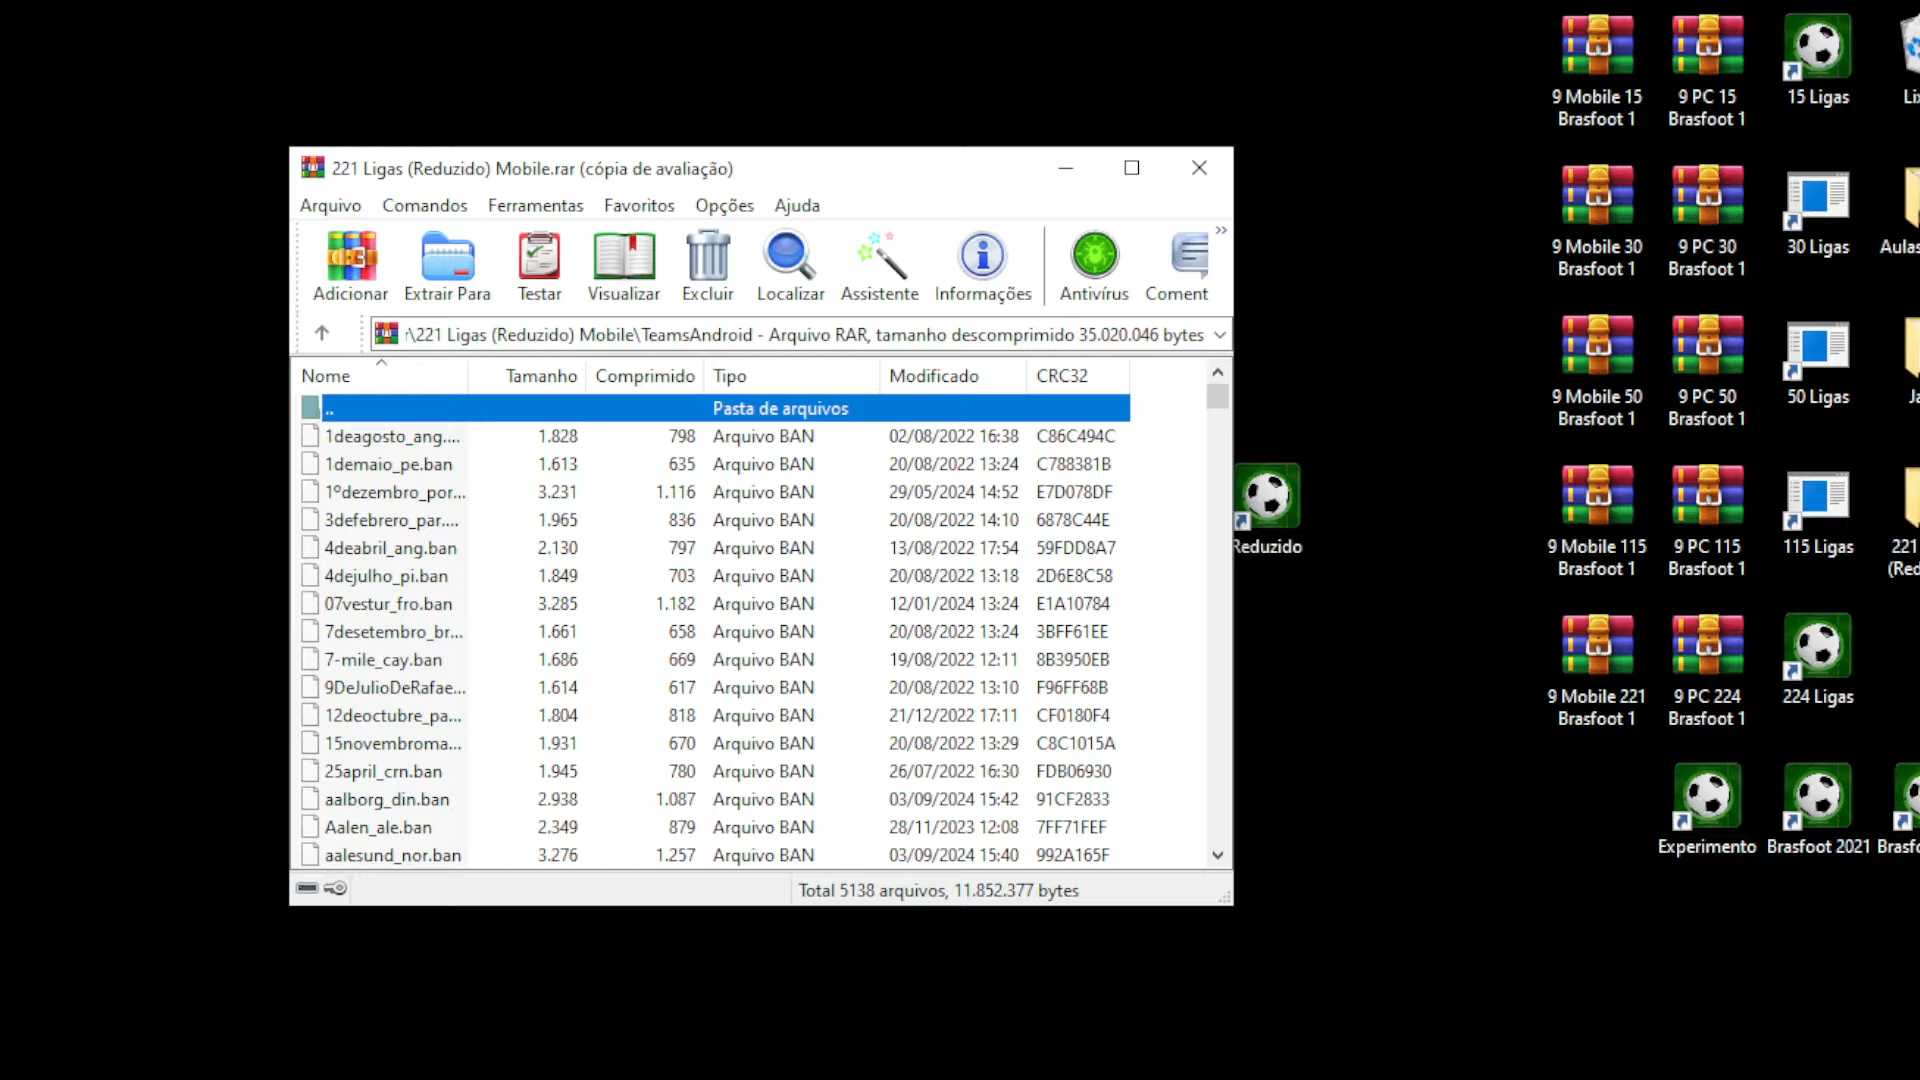 221 Ligas (Reduzido) Mobile.rar (cópia de avaliação)
Arquivo Comandos Ferramentas Favoritos Opções Ajuda
Adicionar Extrair Para Testar Visualizar Excluir Localizar Assistente Informações Antivírus Coment
\221 Ligas (Reduzido) Mobile\TeamsAndroid - Arquivo RAR, tamanho descomprimido 35.020.046 bytes
Nome Tamanho Comprimido Tipo Modificado CRC32
.. Pasta de arquivos
1deagosto_ang.... 1.828 798 Arquivo BAN 02/08/2022 16:38 C86C494C
1demaio_pe.ban 1.613 635 Arquivo BAN 20/08/2022 13:24 C788381B
1ºdezembro_por... 3.231 1.116 Arquivo BAN 29/05/2024 14:52 E7D078DF
3defebrero_par.... 1.965 836 Arquivo BAN 20/08/2022 14:10 6878C44E
4deabril_ang.ban 2.130 797 Arquivo BAN 13/08/2022 17:54 59FDD8A7
4dejulho_pi.ban 1.849 703 Arquivo BAN 20/08/2022 13:18 2D6E8C58
07vestur_fro.ban 3.285 1.182 Arquivo BAN 12/01/2024 13:24 E1A10784
7desetembro_br... 1.661 658 Arquivo BAN 20/08/2022 13:24 3BFF61EE
7-mile_cay.ban 1.686 669 Arquivo BAN 19/08/2022 12:11 8B3950EB
9DeJulioDeRafae... 1.614 617 Arquivo BAN 20/08/2022 13:10 F96FF68B
12deoctubre_pa... 1.804 818 Arquivo BAN 21/12/2022 17:11 CF0180F4
15novembroma... 1.931 670 Arquivo BAN 20/08/2022 13:29 C8C1015A
25april_crn.ban 1.945 780 Arquivo BAN 26/07/2022 16:30 FDB06930
aalborg_din.ban 2.938 1.087 Arquivo BAN 03/09/2024 15:42 91CF2833
Aalen_ale.ban 2.349 879 Arquivo BAN 28/11/2023 12:08 7FF71FEF
aalesund_nor.ban 3.276 1.257 Arquivo BAN 03/09/2024 15:40 992A165F
Total 5138 arquivos, 11.852.377 bytes
Reduzido
9 Mobile 15 9 PC 15 15 Ligas Lix
Brasfoot 1 Brasfoot 1
9 Mobile 30 9 PC 30 30 Ligas Aulas
Brasfoot 1 Brasfoot 1
9 Mobile 50 9 PC 50 50 Ligas Ja
Brasfoot 1 Brasfoot 1
9 Mobile 115 9 PC 115 115 Ligas 221
Brasfoot 1 Brasfoot 1 (Red
9 Mobile 221 9 PC 224 224 Ligas
Brasfoot 1 Brasfoot 1
Experimento Brasfoot 2021 Brasfo